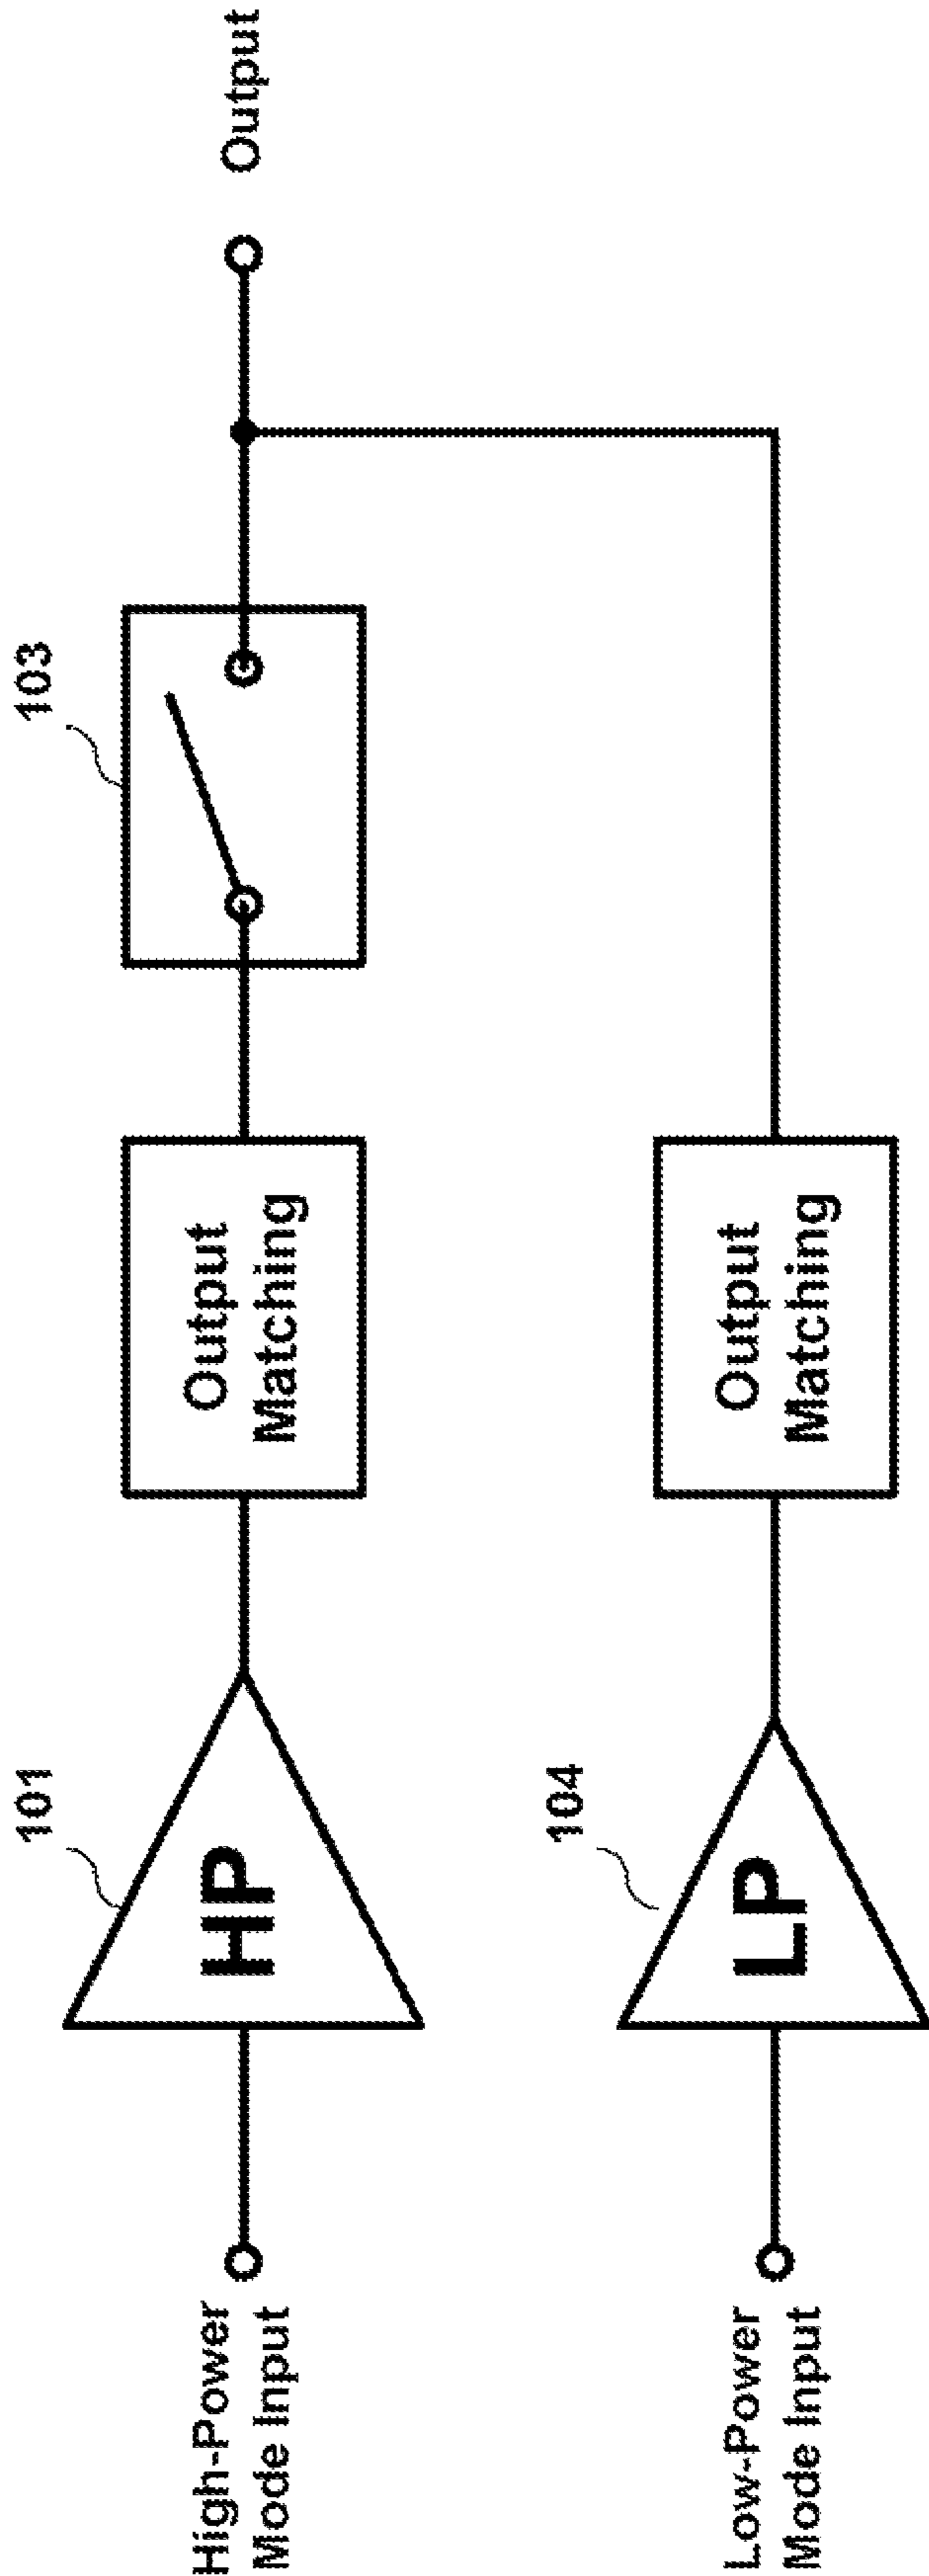 103
101
High-Power
Mode Input
HP
Output
Matching
Output
104
Low-Power
Mode Input
LP
Output
Matching